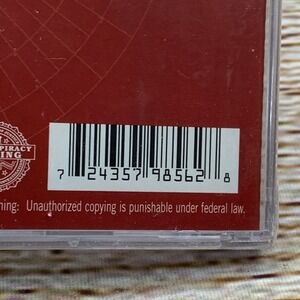 PIRACY
ING
7 24357 98562 8
ning: Unauthorized copying is punishable under federal law.